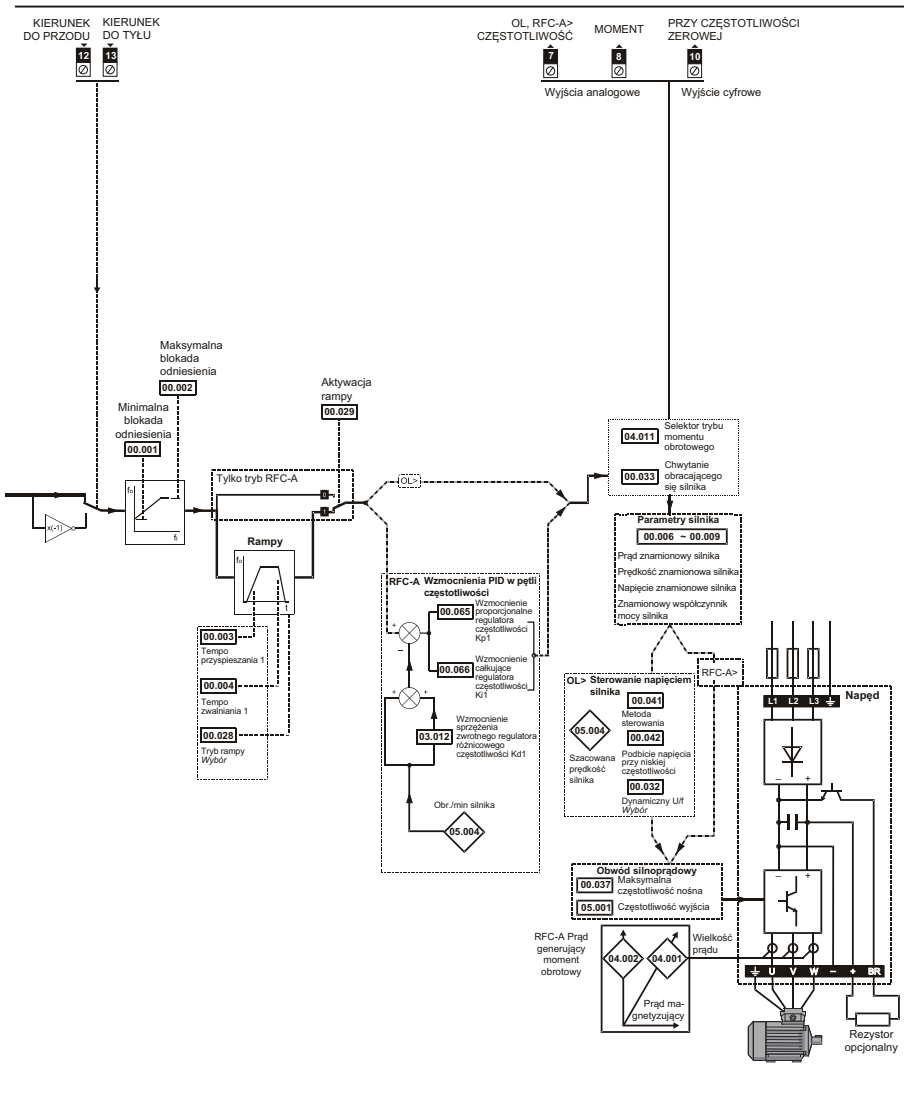 KIERUNEK
DO PRZODU
KIERUNEK
DO TYŁU
12
13
OL, RFC-A>
CZĘSTOTLIWOŚĆ
MOMENT
PRZY CZĘSTOTLIWOŚCI
ZEROWEJ
7
8
10
Wyjścia analogowe
Wyjście cyfrowe
Maksymalna
blokada
odniesienia
00.002
Minimalna
blokada
odniesienia
00.001
Aktywacja
rampy
00.029
x(-1)
Tylko tryb RFC-A
0
1
OL>
Rampy
t
00.003
Tempo
przyspieszania 1
00.004
Tempo
zwalniania 1
00.028
Tryb rampy
Wybór
RFC-A Wzmocnienia PID w pętli
częstotliwości
+
−
00.065
Wzmocnienie
proporcjonalne
regulatora
częstotliwości
Kp1
00.066
Wzmocnienie
całkujące
regulatora
częstotliwości
Ki1
+
+
03.012
Wzmocnienie
sprzężenia
zwrotnego regulatora
różnicowego
częstotliwości Kd1
Obr./min silnika
05.004
04.011
Selektor trybu
momentu
obrotowego
00.033
Chwytanie
obracającego
się silnika
Parametry silnika
00.006 ~ 00.009
Prąd znamionowy silnika
Prędkość znamionowa silnika
Napięcie znamionowe silnika
Znamionowy współczynnik
mocy silnika
RFC-A>
OL> Sterowanie napięciem
silnika
00.041
Metoda
sterowania
05.004
Szacowana
prędkość
silnika
00.042
Podbicie napięcia
przy niskiej
częstotliwości
00.032
Dynamiczny U/f
Wybór
Obwód silnoprądowy
00.037
Maksymalna
częstotliwość nośna
05.001
Częstotliwość wyjścia
RFC-A Prąd
generujący
moment
obrotowy
04.002
04.001
Prąd ma-
gnetyzujący
Wielkość
prądu
Napęd
L1 L2 L3
− +
− +
U V W − + BR
Rezystor
opcjonalny